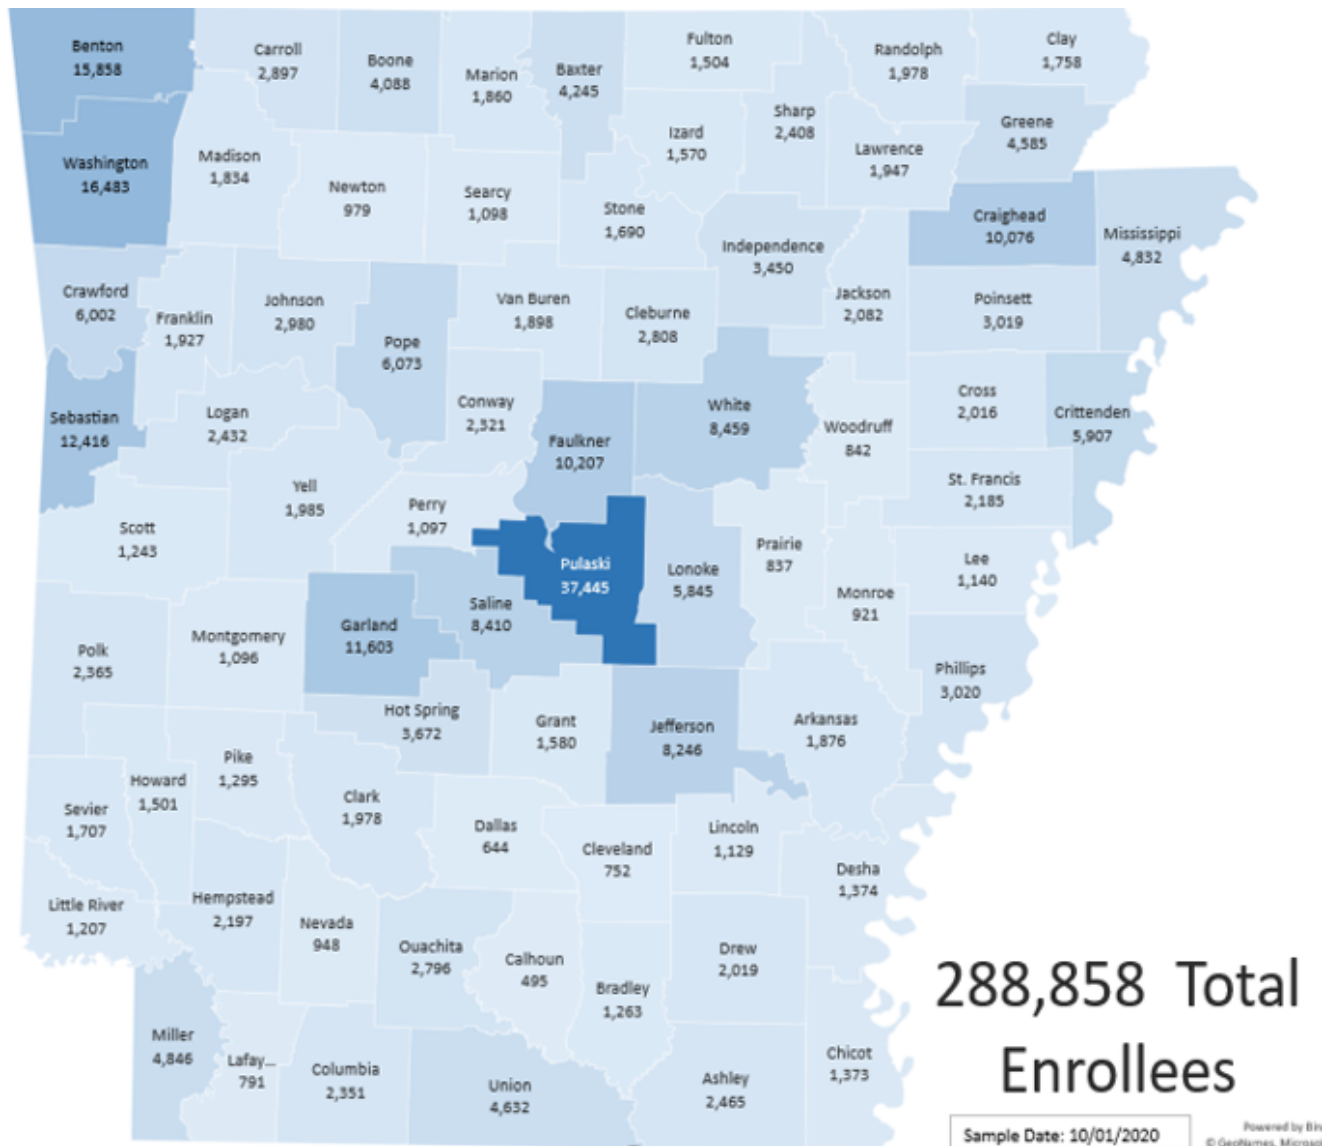 Benton
15,858
Carroll
2,897
Boone
4,088
Marion
1,860
Baxter
4,245
Fulton
1,504
Randolph
1,978
Clay
1,758
Sharp
2,408
Greene
4,585
Izard
1,570
Lawrence
1,947
Washington
16,483
Madison
1,834
Newton
979
Searcy
1,098
Stone
1,690
Independence
3,450
Craighead
10,076
Mississippi
4,832
Crawford
6,002
Franklin
1,927
Johnson
2,980
Pope
6,073
Van Buren
1,898
Cleburne
2,808
Jackson
2,082
Poinsett
3,019
Sebastian
12,416
Logan
2,432
Conway
2,321
Faulkner
10,207
White
8,459
Woodruff
842
Cross
2,016
Crittenden
5,907
Yell
1,985
Perry
1,097
St. Francis
2,185
Scott
1,243
Pulaski
37,445
Lonoke
5,845
Prairie
837
Monroe
921
Lee
1,140
Polk
2,365
Montgomery
1,096
Garland
11,603
Saline
8,410
Phillips
3,020
Hot Spring
3,672
Grant
1,580
Jefferson
8,246
Arkansas
1,876
Sevier
1,707
Howard
1,501
Pike
1,295
Clark
1,978
Dallas
644
Cleveland
752
Lincoln
1,129
Desha
1,374
Little River
1,207
Hempstead
2,197
Nevada
948
Ouachita
2,796
Calhoun
495
Bradley
1,263
Drew
2,019
Miller
4,846
Lafay...
791
Columbia
2,351
Union
4,632
Ashley
2,465
Chicot
1,373
288,858 Total
Enrollees
Sample Date: 10/01/2020
Powered by Bin
© GeoNames, Microso